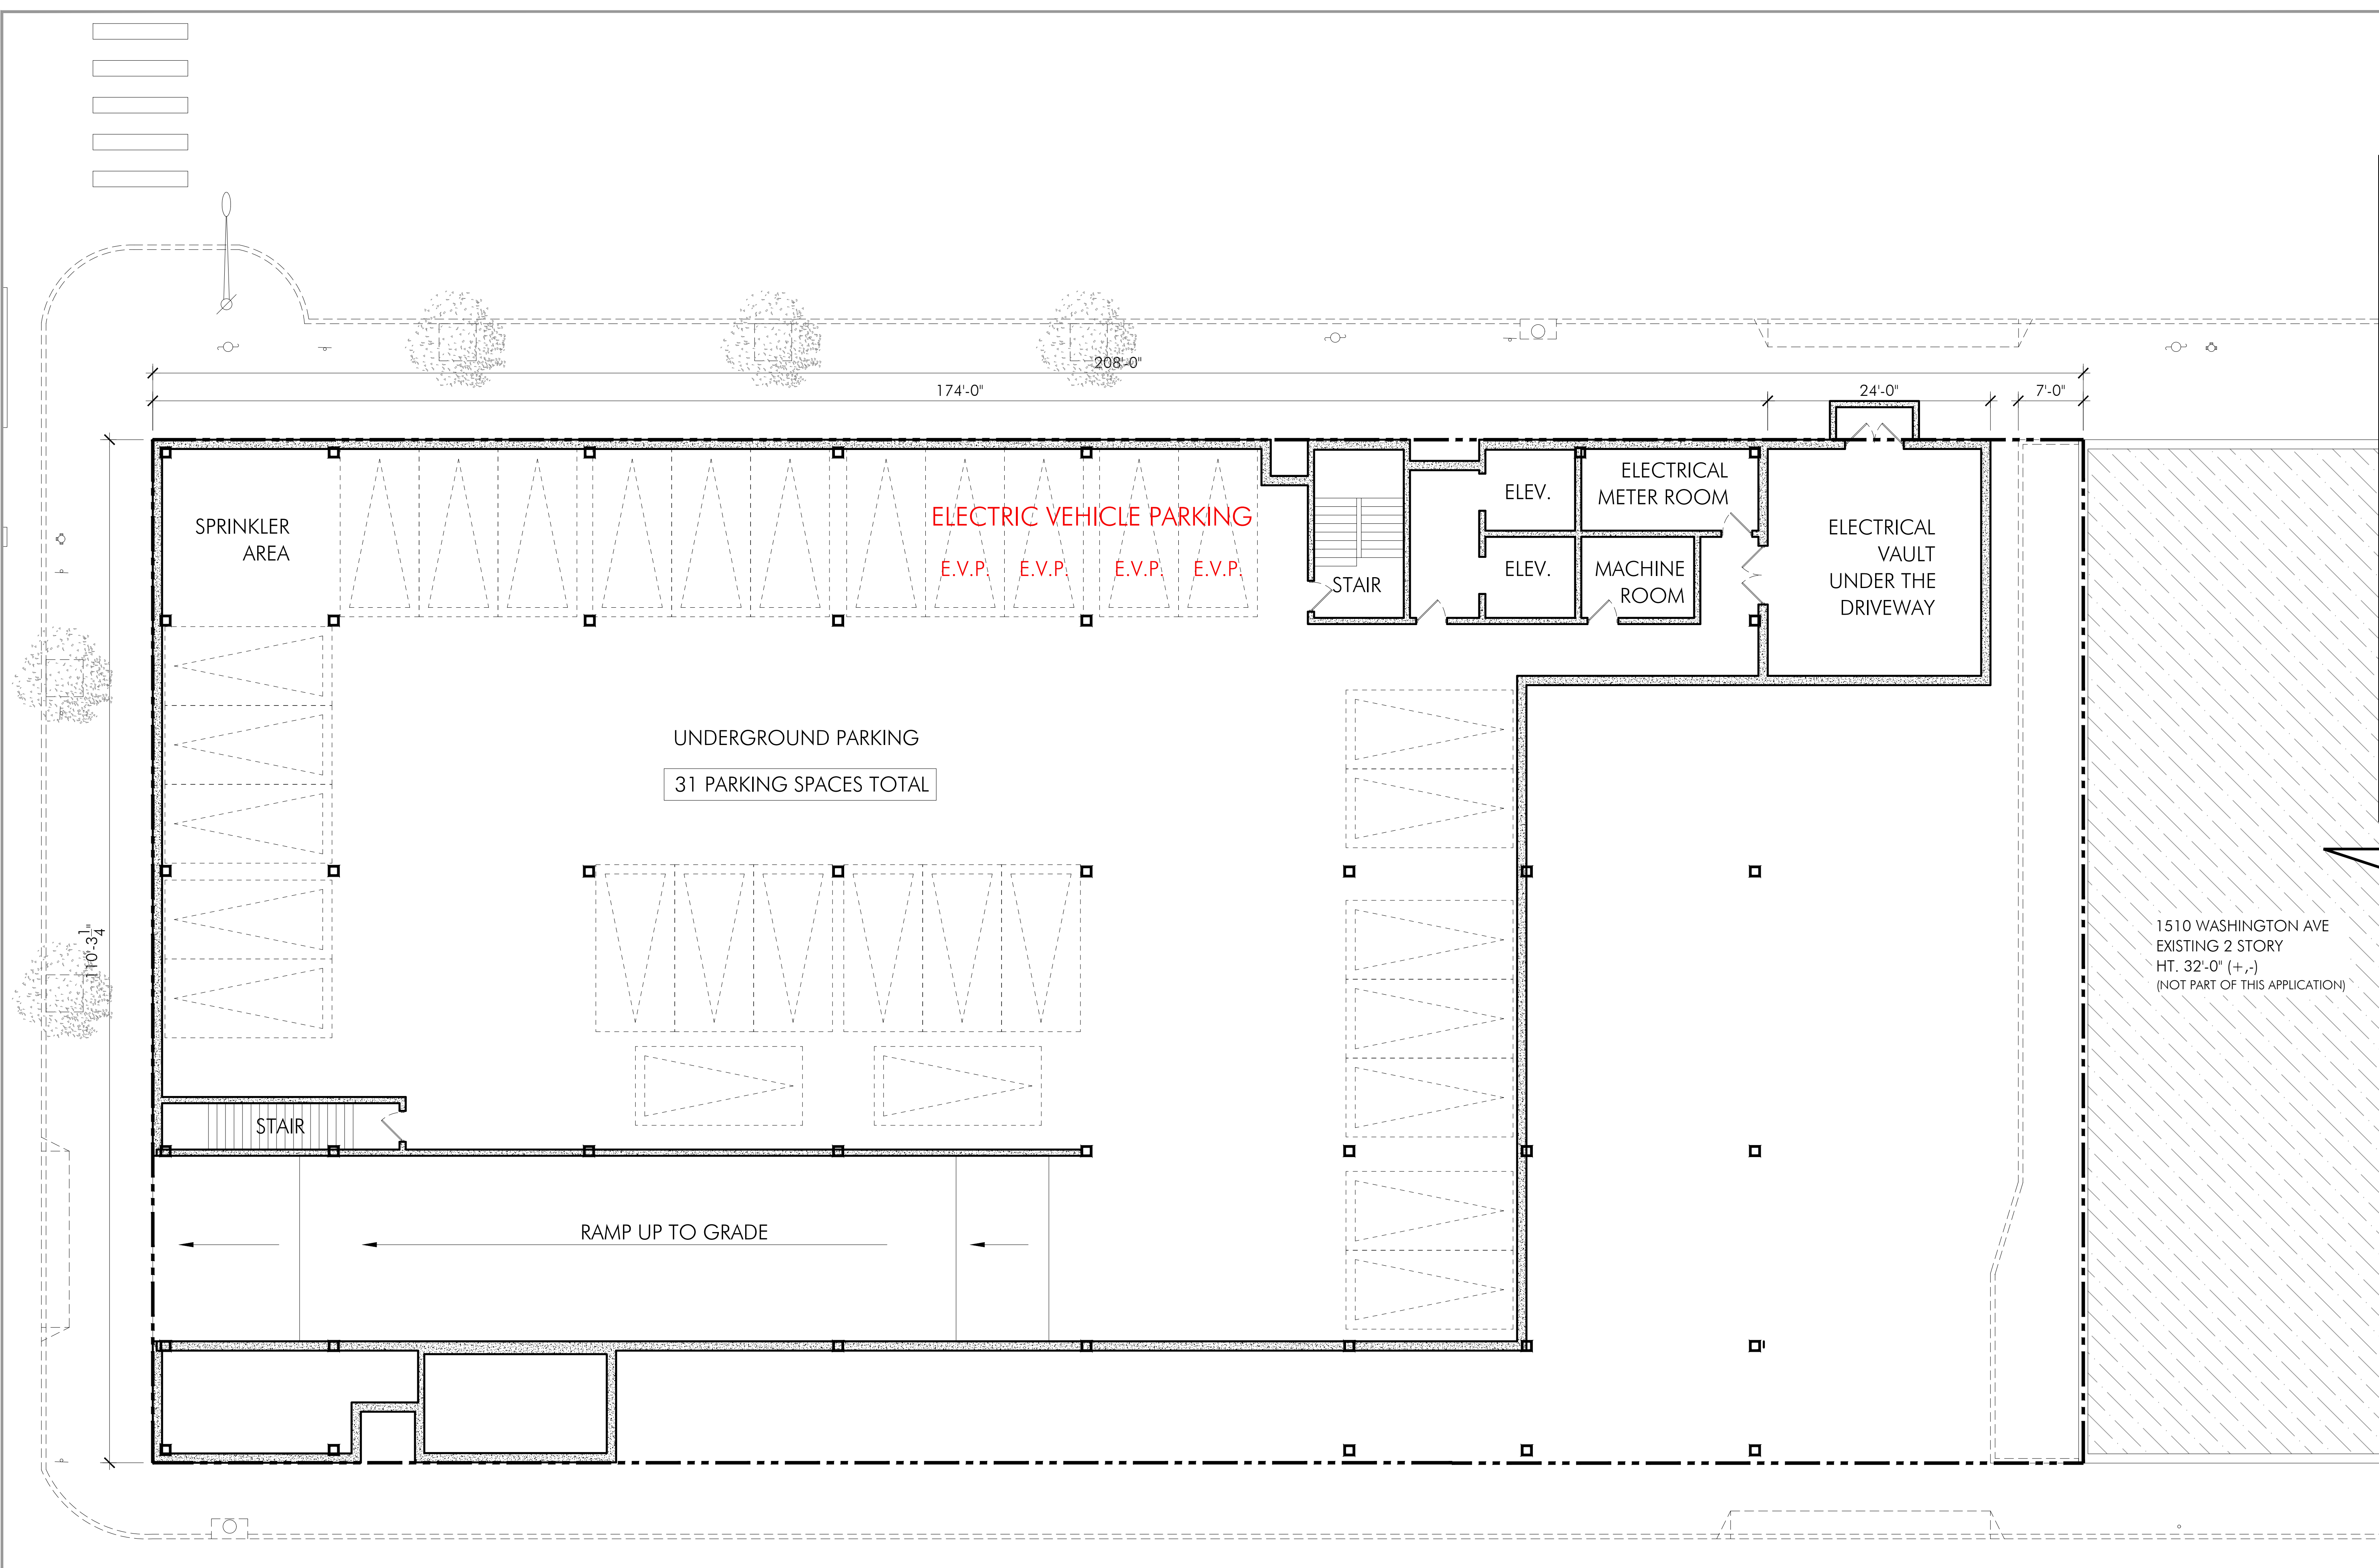 208'-0"
174'-0"
24'-0"
7'-0"
SPRINKLER
AREA
ELECTRIC VEHICLE PARKING
E.V.P.
E.V.P.
E.V.P.
E.V.P.
STAIR
ELEV.
ELEV.
ELECTRICAL
METER ROOM
MACHINE
ROOM
ELECTRICAL
VAULT
UNDER THE
DRIVEWAY
UNDERGROUND PARKING
31 PARKING SPACES TOTAL
110'-3 1/4"
1510 WASHINGTON AVE
EXISTING 2 STORY
HT. 32'-0" (+,-)
(NOT PART OF THIS APPLICATION)
STAIR
RAMP UP TO GRADE